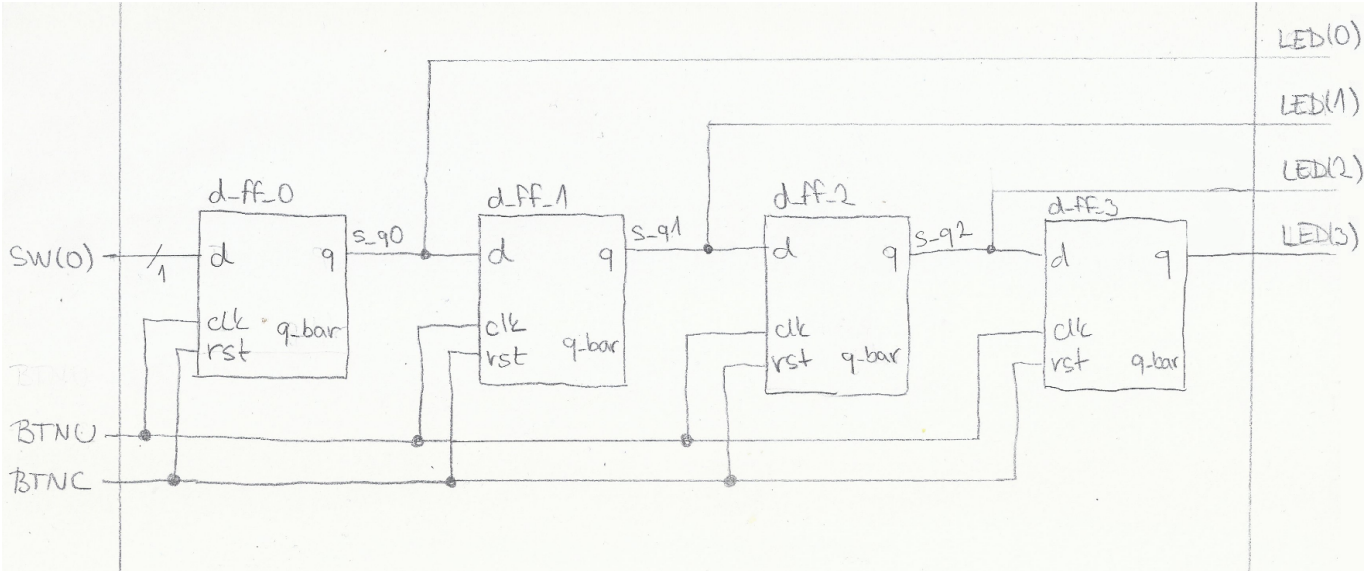 LED(0)
LED(1)
LED(2)
LED(3)
d_ff_0
d_ff_1
d_ff_2
d_ff_3
SW(0)
1
d
q
s_q0
d
q
s_q1
d
q
s_q2
d
q
clk
q_bar
rst
clk
q_bar
rst
clk
q_bar
rst
clk
q_bar
rst
BTNU
BTNC